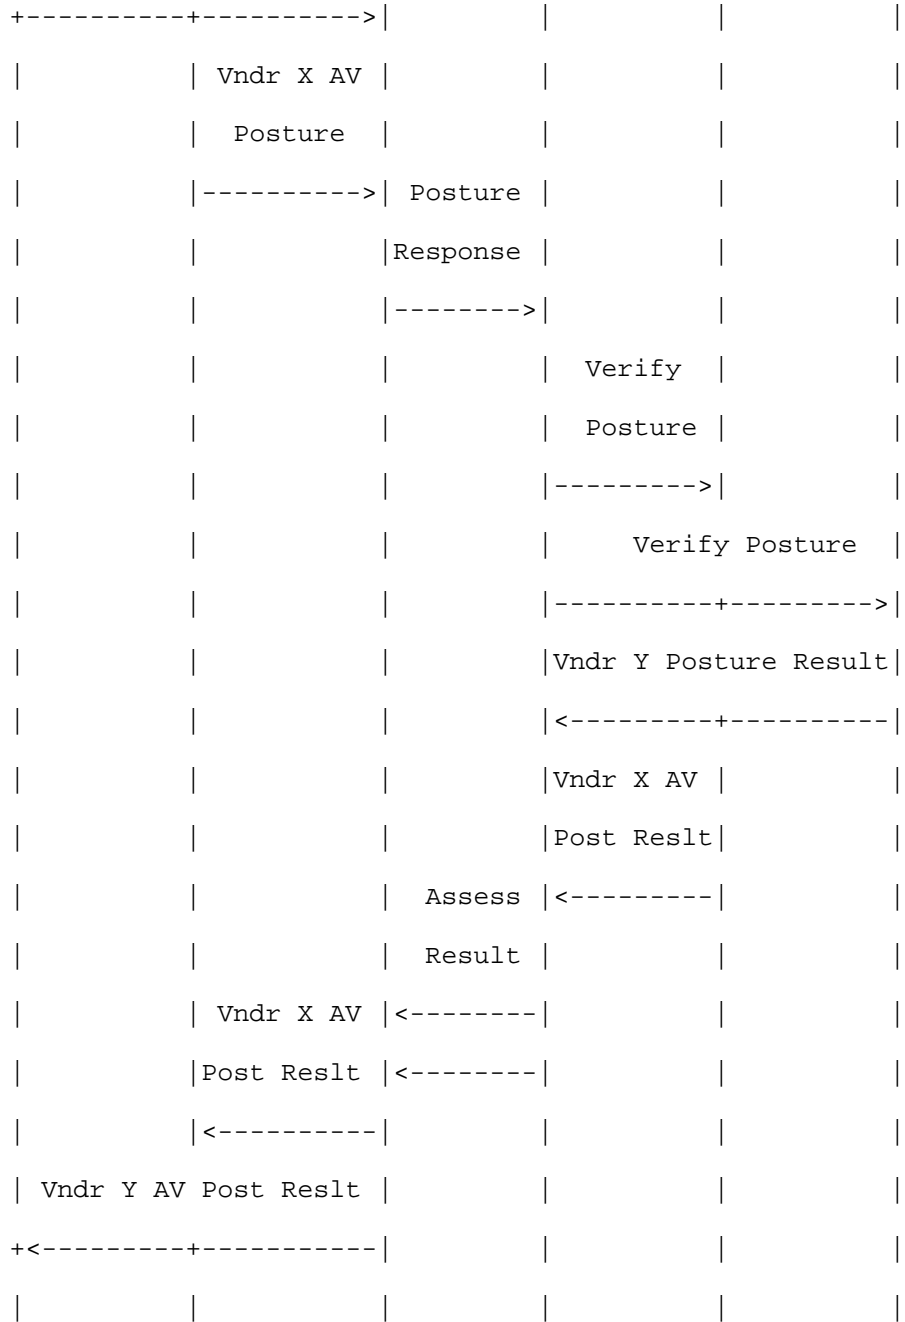 +----------+---------->|         |          |          |
|          | Vndr X AV |         |          |          |
|          |  Posture  |         |          |          |
|          |---------->| Posture |          |          |
|          |           |Response |          |          |
|          |           |-------->|          |          |
|          |           |         |  Verify  |          |
|          |           |         |  Posture |          |
|          |           |         |--------->|          |
|          |           |         |     Verify Posture  |
|          |           |         |----------+--------->|
|          |           |         |Vndr Y Posture Result|
|          |           |         |<---------+----------|
|          |           |         |Vndr X AV |          |
|          |           |         |Post Reslt|          |
|          |           |  Assess |<---------|          |
|          |           |  Result |          |          |
|          | Vndr X AV |<--------|          |          |
|          |Post Reslt |<--------|          |          |
|          |<----------|         |          |          |
| Vndr Y AV Post Reslt |         |          |          |
+<---------+-----------|         |          |          |
|          |           |         |          |          |